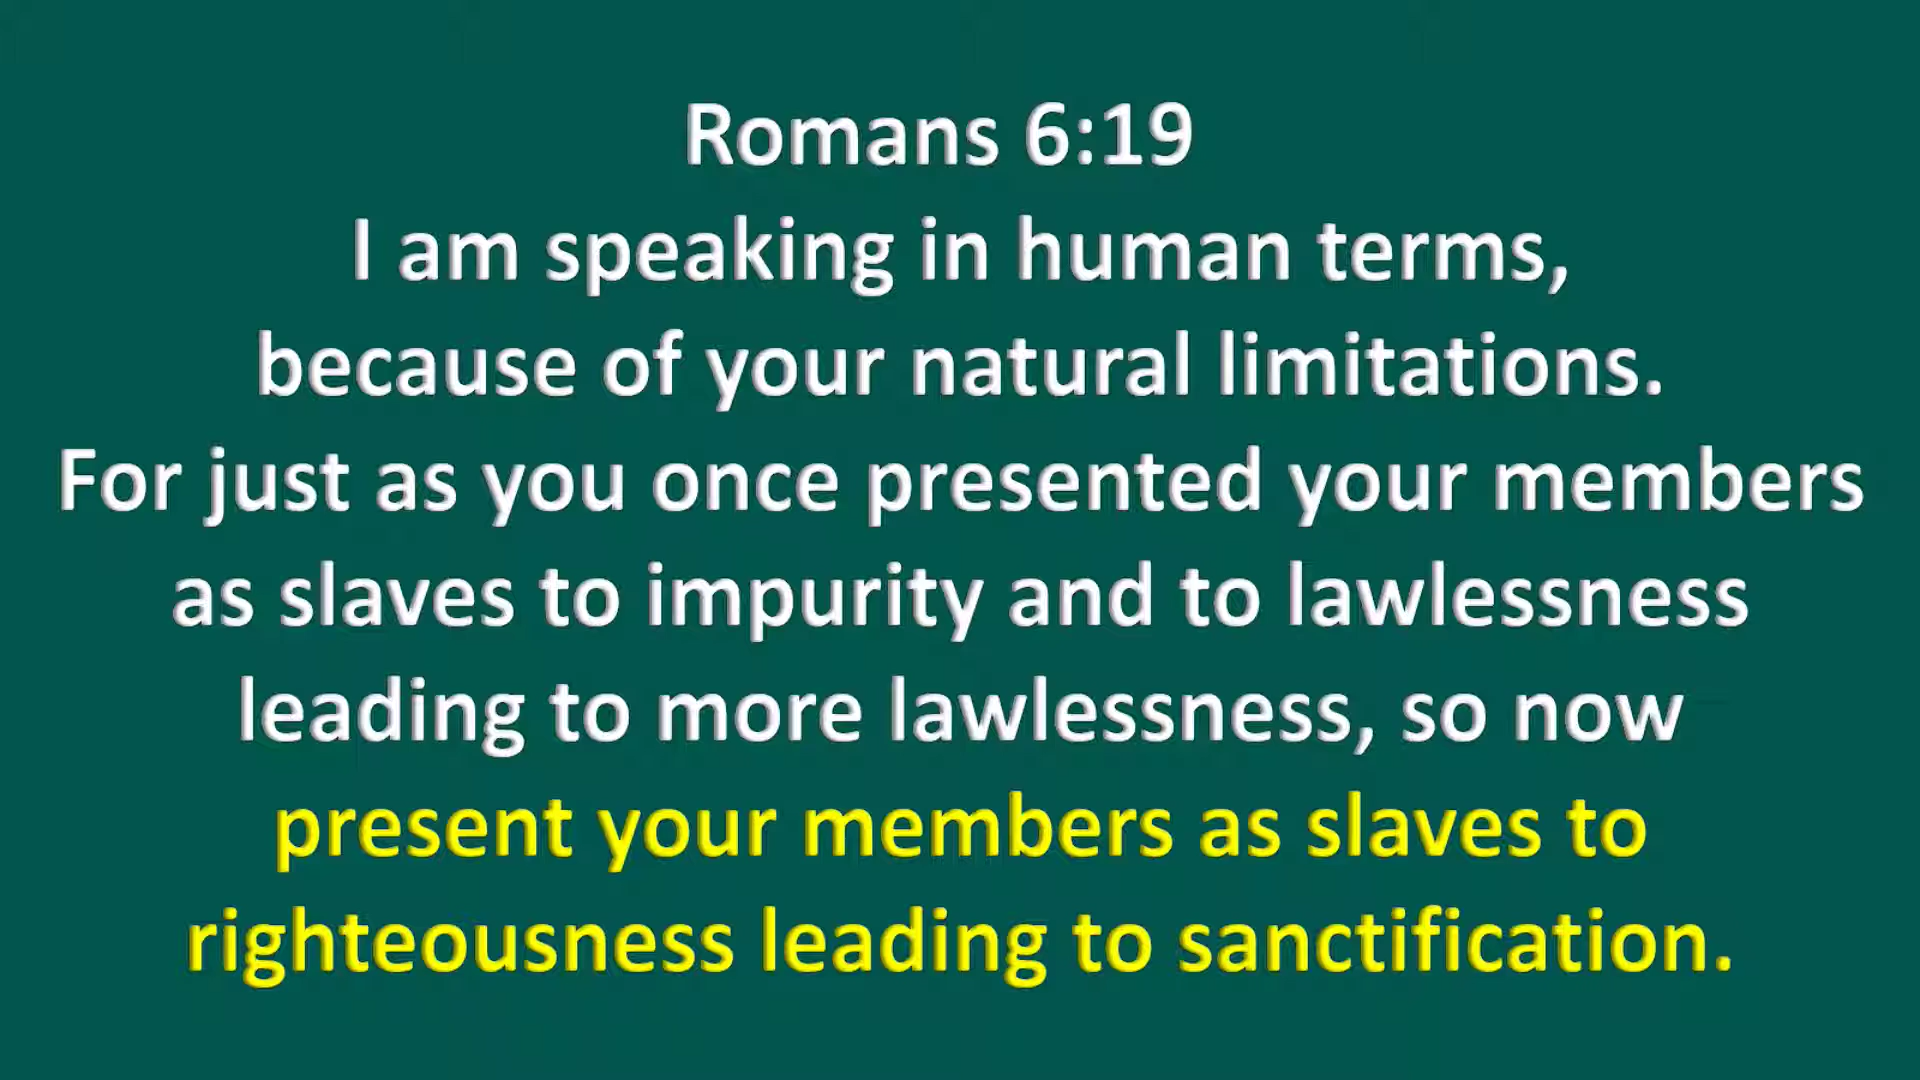 Romans 6:19
I am speaking in human terms,
because of your natural limitations.
For just as you once presented your members
as slaves to impurity and to lawlessness
leading to more lawlessness, so now
present your members as slaves to
righteousness leading to sanctification.